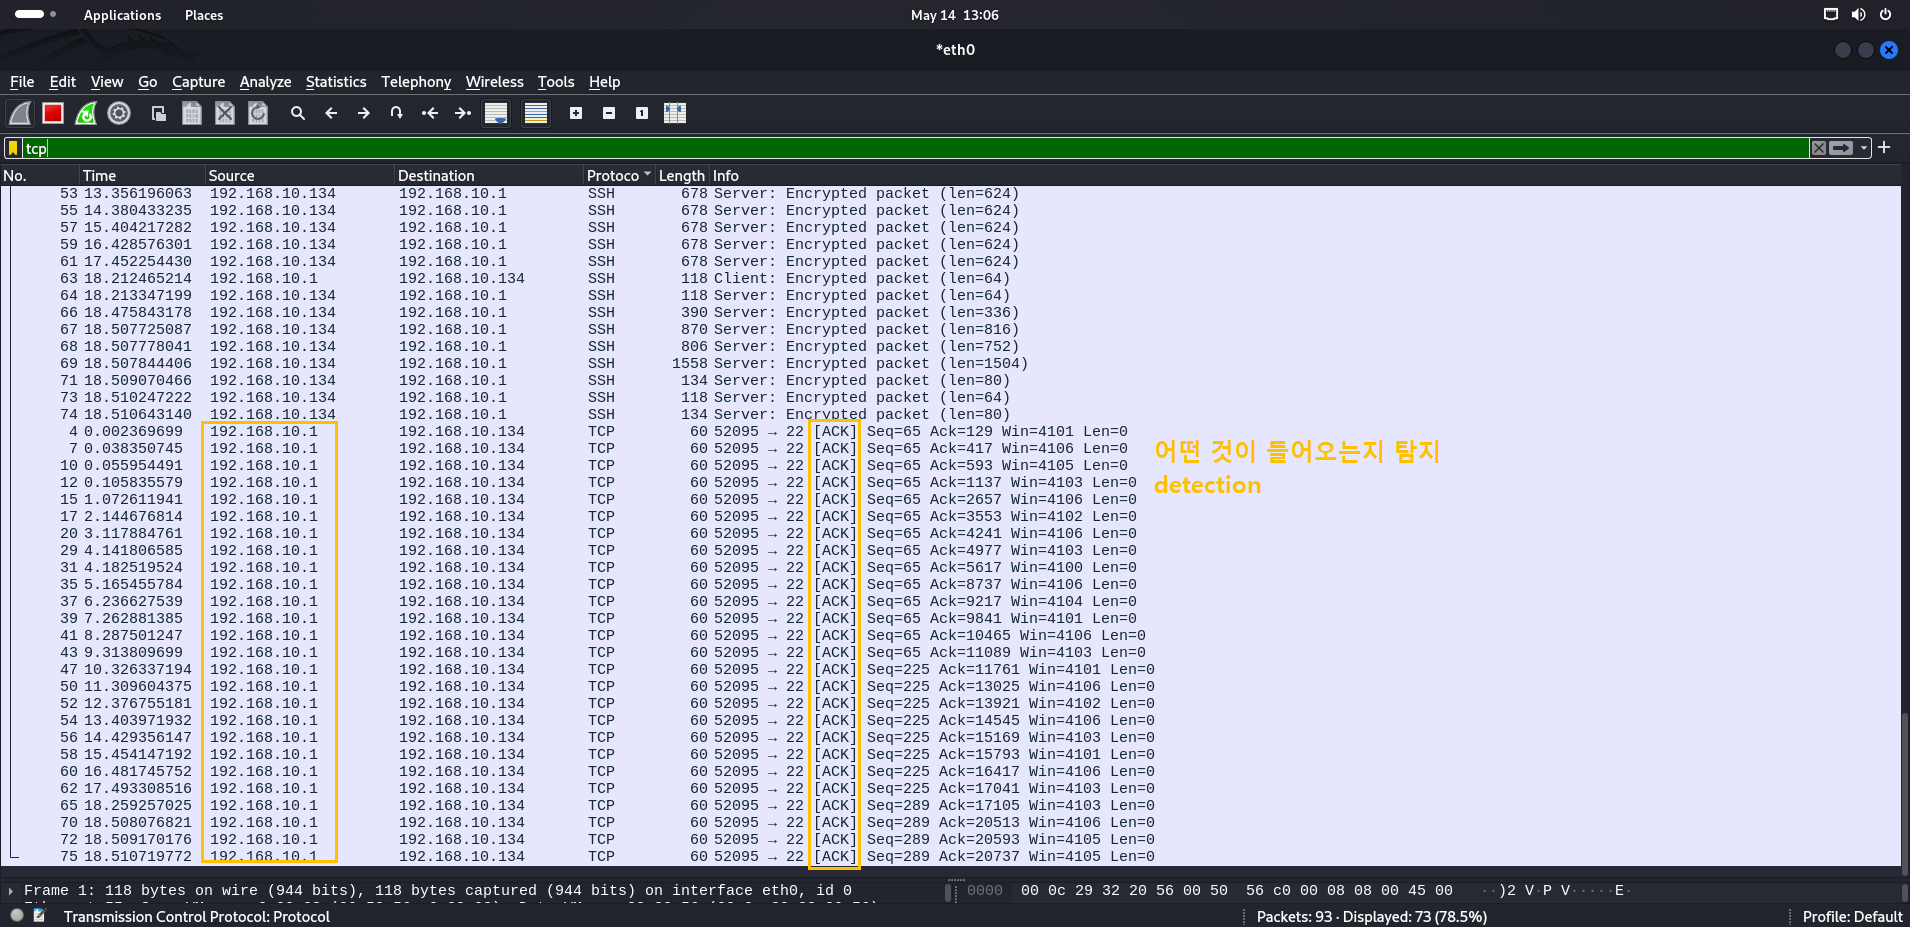 Applications Places May 14 13:06
*eth0
File Edit View Go Capture Analyze Statistics Telephony Wireless Tools Help
tcp
No. Time Source Destination Protoco Length Info
53 13.356196063 192.168.10.134 192.168.10.1 SSH 678 Server: Encrypted packet (len=624)
55 14.380433235 192.168.10.134 192.168.10.1 SSH 678 Server: Encrypted packet (len=624)
57 15.404217282 192.168.10.134 192.168.10.1 SSH 678 Server: Encrypted packet (len=624)
59 16.428576301 192.168.10.134 192.168.10.1 SSH 678 Server: Encrypted packet (len=624)
61 17.452254430 192.168.10.134 192.168.10.1 SSH 678 Server: Encrypted packet (len=624)
63 18.212465214 192.168.10.1 192.168.10.134 SSH 118 Client: Encrypted packet (len=64)
64 18.213347199 192.168.10.134 192.168.10.1 SSH 118 Server: Encrypted packet (len=64)
66 18.475843178 192.168.10.134 192.168.10.1 SSH 390 Server: Encrypted packet (len=336)
67 18.507725087 192.168.10.134 192.168.10.1 SSH 870 Server: Encrypted packet (len=816)
68 18.507778041 192.168.10.134 192.168.10.1 SSH 806 Server: Encrypted packet (len=752)
69 18.507844406 192.168.10.134 192.168.10.1 SSH 1558 Server: Encrypted packet (len=1504)
71 18.509070466 192.168.10.134 192.168.10.1 SSH 134 Server: Encrypted packet (len=80)
73 18.510247222 192.168.10.134 192.168.10.1 SSH 118 Server: Encrypted packet (len=64)
74 18.510643140 192.168.10.134 192.168.10.1 SSH 134 Server: Encrypted packet (len=80)
4 0.002369699 192.168.10.1 192.168.10.134 TCP 60 52095 → 22 [ACK] Seq=65 Ack=129 Win=4101 Len=0
7 0.038350745 192.168.10.1 192.168.10.134 TCP 60 52095 → 22 [ACK] Seq=65 Ack=417 Win=4106 Len=0
10 0.055954491 192.168.10.1 192.168.10.134 TCP 60 52095 → 22 [ACK] Seq=65 Ack=593 Win=4105 Len=0
12 0.105835579 192.168.10.1 192.168.10.134 TCP 60 52095 → 22 [ACK] Seq=65 Ack=1137 Win=4103 Len=0
15 1.072611941 192.168.10.1 192.168.10.134 TCP 60 52095 → 22 [ACK] Seq=65 Ack=2657 Win=4106 Len=0
17 2.144676814 192.168.10.1 192.168.10.134 TCP 60 52095 → 22 [ACK] Seq=65 Ack=3553 Win=4102 Len=0
20 3.117884761 192.168.10.1 192.168.10.134 TCP 60 52095 → 22 [ACK] Seq=65 Ack=4241 Win=4106 Len=0
29 4.141806585 192.168.10.1 192.168.10.134 TCP 60 52095 → 22 [ACK] Seq=65 Ack=4977 Win=4103 Len=0
31 4.182519524 192.168.10.1 192.168.10.134 TCP 60 52095 → 22 [ACK] Seq=65 Ack=5617 Win=4100 Len=0
35 5.165455784 192.168.10.1 192.168.10.134 TCP 60 52095 → 22 [ACK] Seq=65 Ack=8737 Win=4106 Len=0
37 6.236627539 192.168.10.1 192.168.10.134 TCP 60 52095 → 22 [ACK] Seq=65 Ack=9217 Win=4104 Len=0
39 7.262881385 192.168.10.1 192.168.10.134 TCP 60 52095 → 22 [ACK] Seq=65 Ack=9841 Win=4101 Len=0
41 8.287501247 192.168.10.1 192.168.10.134 TCP 60 52095 → 22 [ACK] Seq=65 Ack=10465 Win=4106 Len=0
43 9.313809699 192.168.10.1 192.168.10.134 TCP 60 52095 → 22 [ACK] Seq=65 Ack=11089 Win=4103 Len=0
47 10.326337194 192.168.10.1 192.168.10.134 TCP 60 52095 → 22 [ACK] Seq=225 Ack=11761 Win=4101 Len=0
50 11.309604375 192.168.10.1 192.168.10.134 TCP 60 52095 → 22 [ACK] Seq=225 Ack=13025 Win=4106 Len=0
52 12.376755181 192.168.10.1 192.168.10.134 TCP 60 52095 → 22 [ACK] Seq=225 Ack=13921 Win=4102 Len=0
54 13.403971932 192.168.10.1 192.168.10.134 TCP 60 52095 → 22 [ACK] Seq=225 Ack=14545 Win=4106 Len=0
56 14.429356147 192.168.10.1 192.168.10.134 TCP 60 52095 → 22 [ACK] Seq=225 Ack=15169 Win=4103 Len=0
58 15.454147192 192.168.10.1 192.168.10.134 TCP 60 52095 → 22 [ACK] Seq=225 Ack=15793 Win=4101 Len=0
60 16.481745752 192.168.10.1 192.168.10.134 TCP 60 52095 → 22 [ACK] Seq=225 Ack=16417 Win=4106 Len=0
62 17.493308516 192.168.10.1 192.168.10.134 TCP 60 52095 → 22 [ACK] Seq=225 Ack=17041 Win=4103 Len=0
65 18.259257025 192.168.10.1 192.168.10.134 TCP 60 52095 → 22 [ACK] Seq=289 Ack=17105 Win=4103 Len=0
70 18.508076821 192.168.10.1 192.168.10.134 TCP 60 52095 → 22 [ACK] Seq=289 Ack=20513 Win=4106 Len=0
72 18.509170176 192.168.10.1 192.168.10.134 TCP 60 52095 → 22 [ACK] Seq=289 Ack=20593 Win=4105 Len=0
75 18.510719772 192.168.10.1 192.168.10.134 TCP 60 52095 → 22 [ACK] Seq=289 Ack=20737 Win=4105 Len=0
어떤 것이 들어오는지 탐지
detection
Frame 1: 118 bytes on wire (944 bits), 118 bytes captured (944 bits) on interface eth0, id 0
0000 00 0c 29 32 20 56 00 50 56 c0 00 08 08 00 45 00 ··)2 V·P V·····E·
Transmission Control Protocol: Protocol Packets: 93 · Displayed: 73 (78.5%) Profile: Default